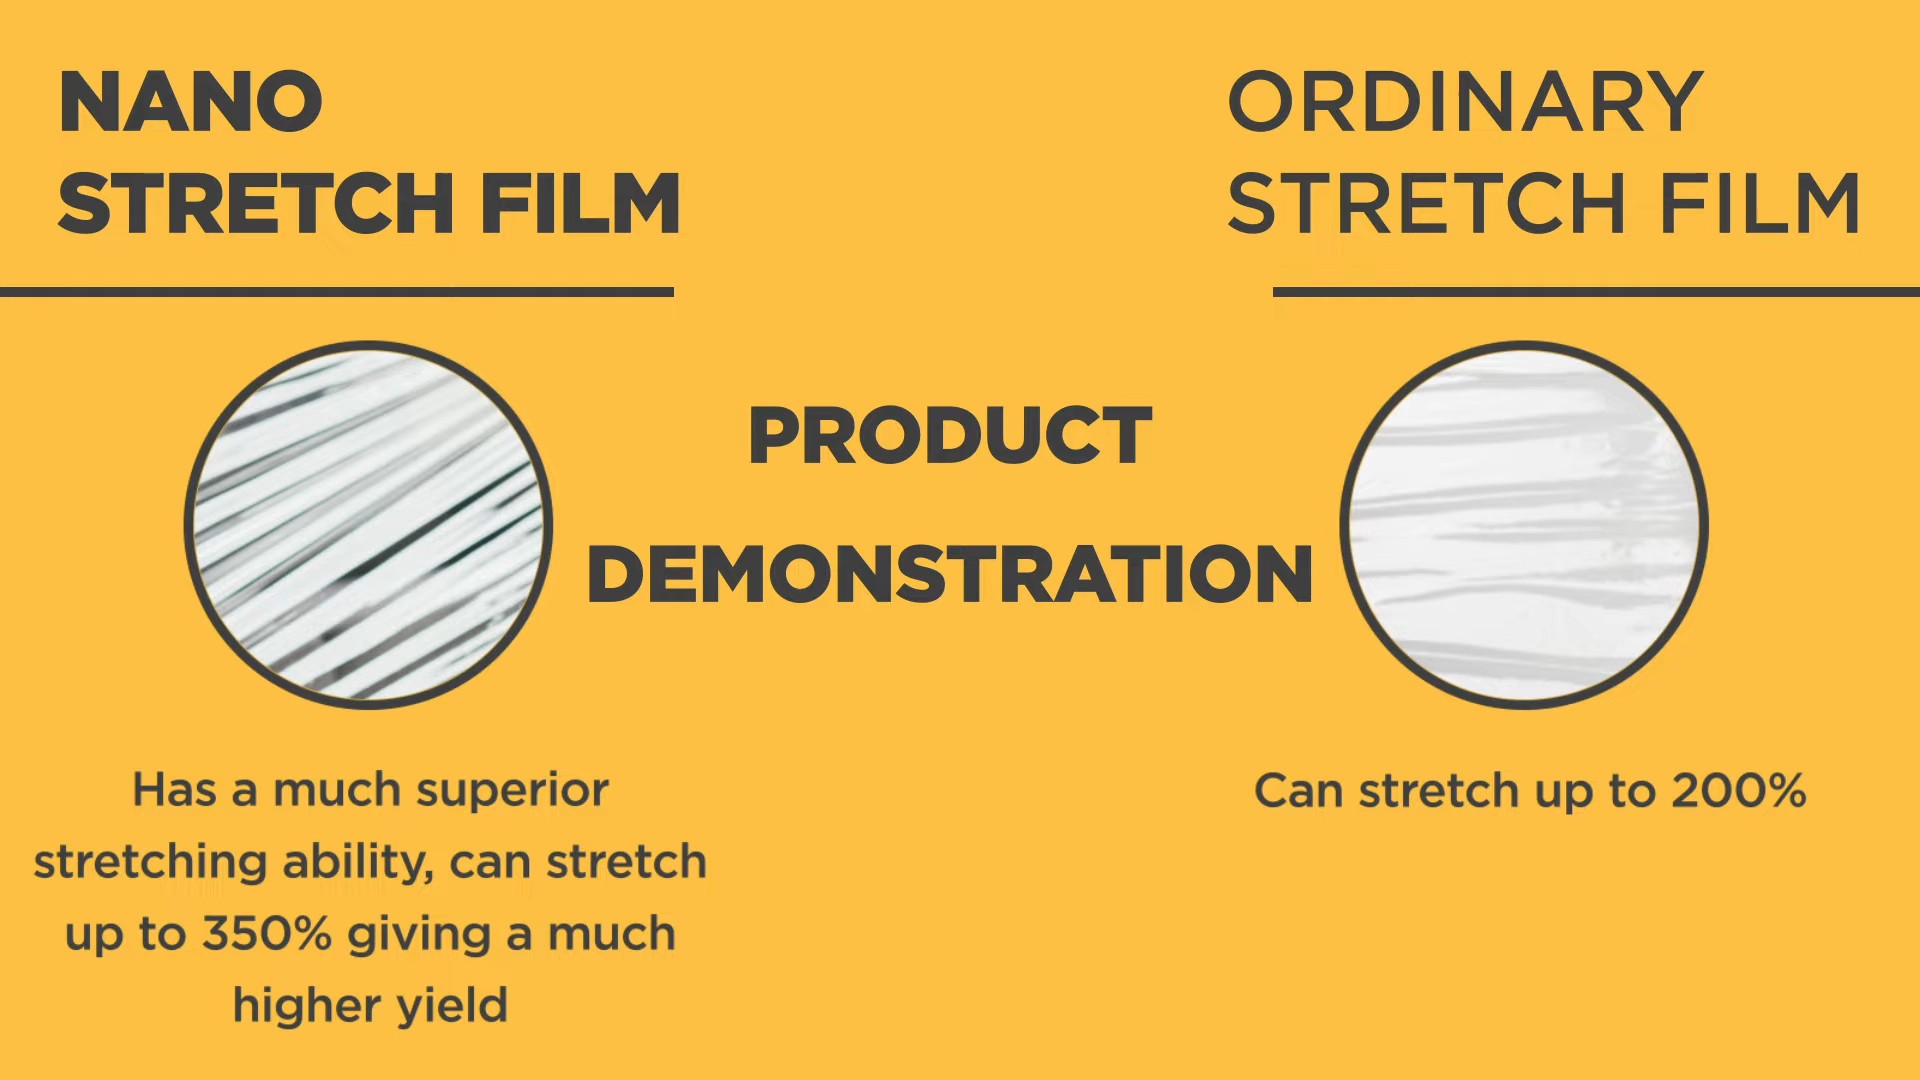 NANO
STRETCH FILM
ORDINARY
STRETCH FILM
PRODUCT
DEMONSTRATION
Has a much superior
stretching ability, can stretch
up to 350% giving a much
higher yield
Can stretch up to 200%